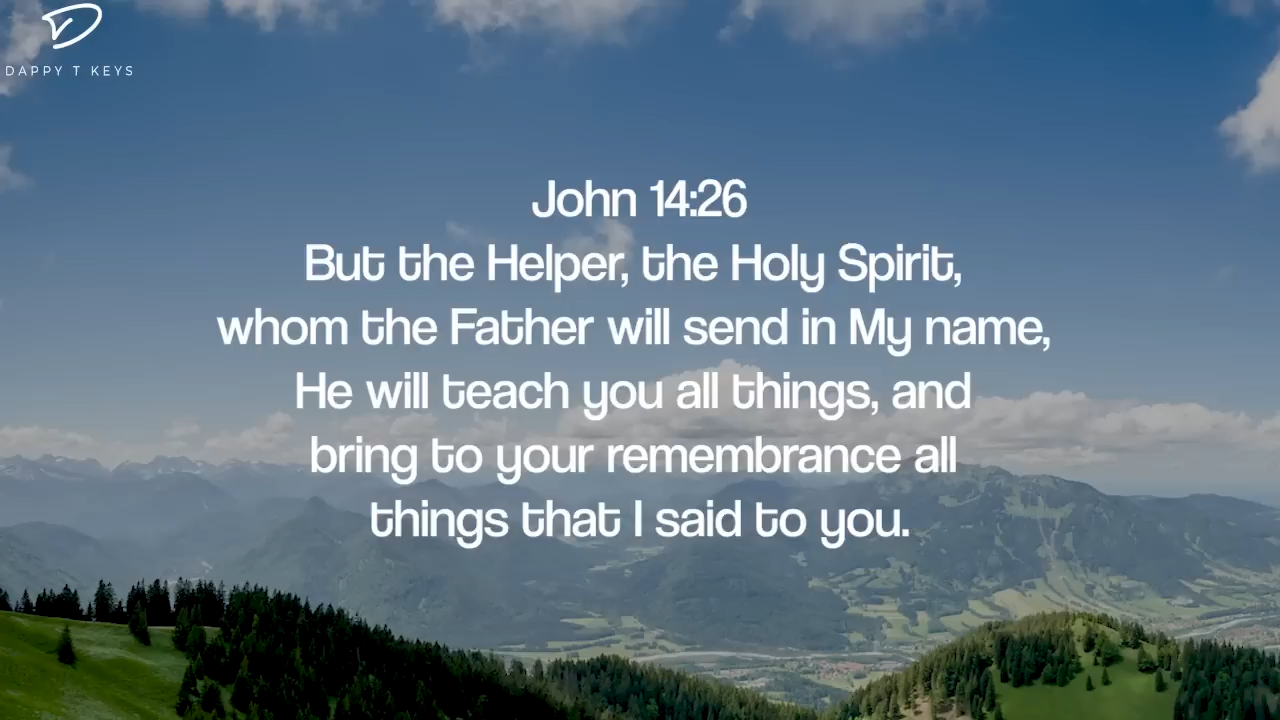 DAPPY T KEYS
John 14:26
But the Helper, the Holy Spirit,
whom the Father will send in My name,
He will teach you all things, and
bring to your remembrance all
things that I said to you.